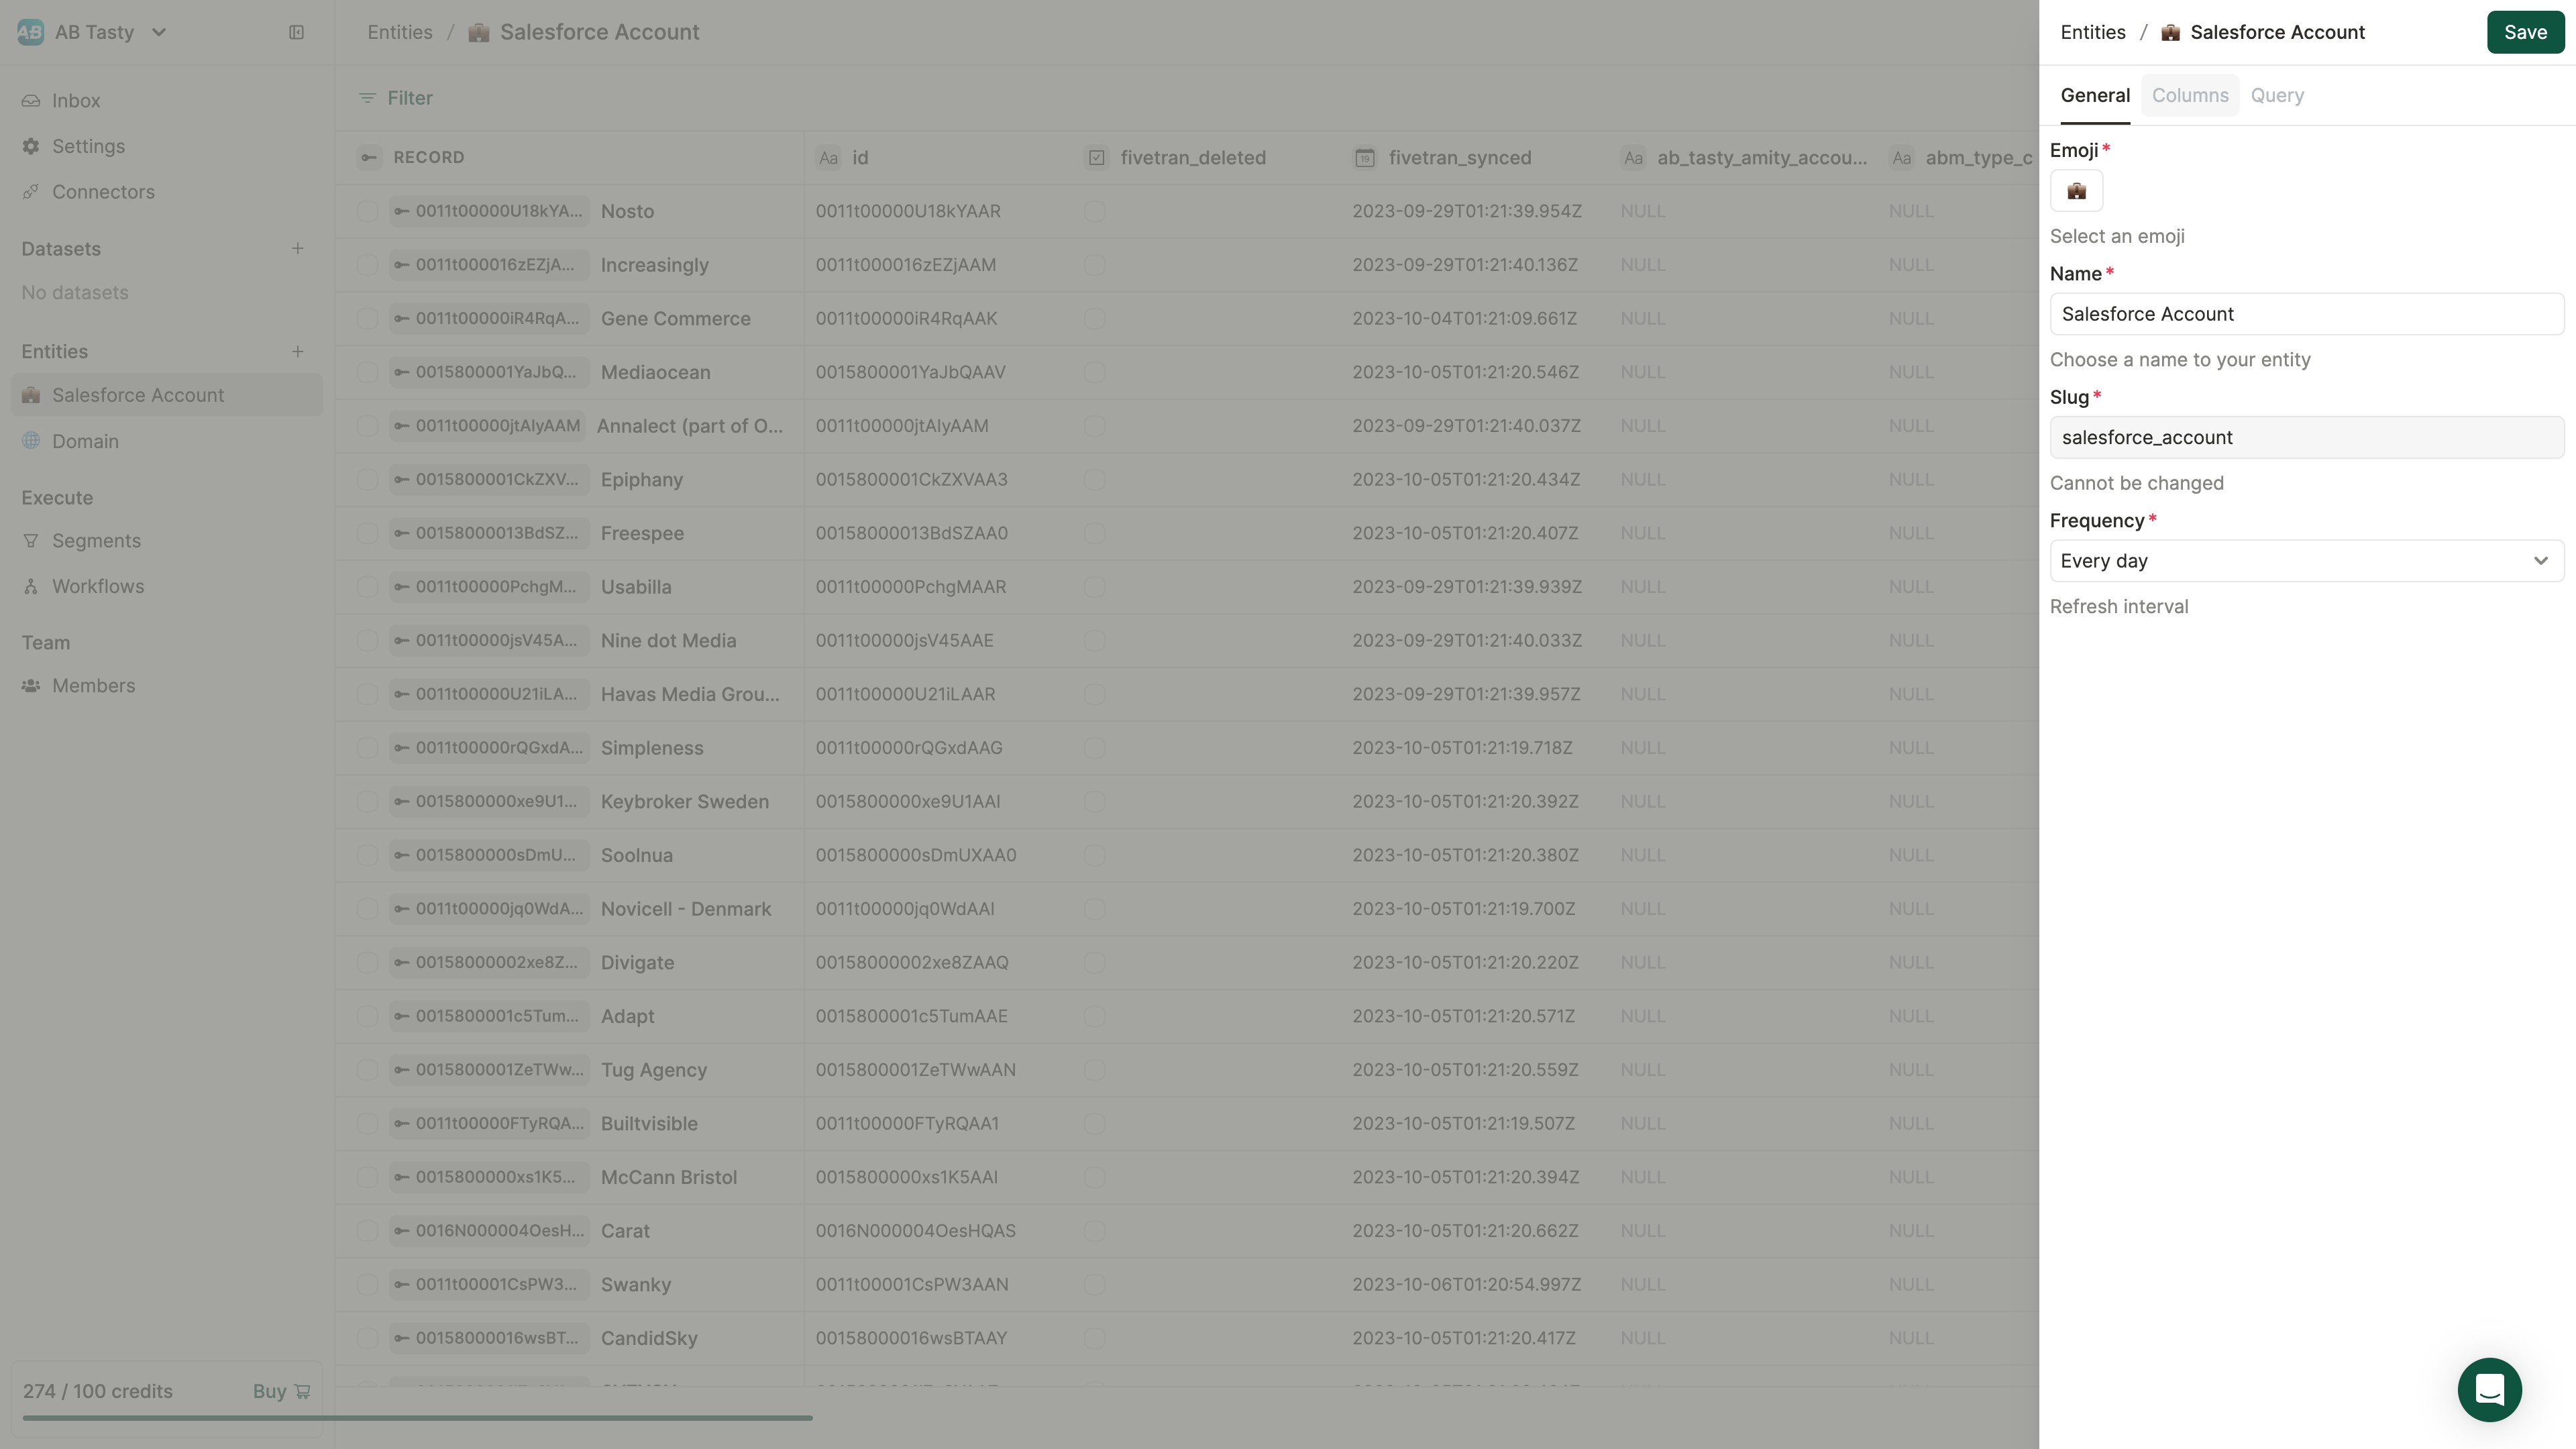 AB Tasty
Inbox
Settings
Connectors
Datasets
No datasets
Entities
Salesforce Account
Domain
Execute
Segments
Workflows
Team
Members
274 / 100 credits Buy
Entities / Salesforce Account
Filter
RECORD Aa id fivetran_deleted 19 fivetran_synced Aa ab_tasty_amity_accou... Aa abm_type_c
0011t00000U18kYA... Nosto 0011t00000U18kYAAR 2023-09-29T01:21:39.954Z NULL NULL
0011t000016zEZjA... Increasingly 0011t000016zEZjAAM 2023-09-29T01:21:40.136Z NULL NULL
0011t00000iR4RqA... Gene Commerce 0011t00000iR4RqAAK 2023-10-04T01:21:09.661Z NULL NULL
0015800001YaJbQ... Mediaocean 0015800001YaJbQAAV 2023-10-05T01:21:20.546Z NULL NULL
0011t00000jtAlyAAM Annalect (part of O... 0011t00000jtAlyAAM 2023-09-29T01:21:40.037Z NULL NULL
0015800001CkZXV... Epiphany 0015800001CkZXVAA3 2023-10-05T01:21:20.434Z NULL NULL
00158000013BdSZ... Freespee 00158000013BdSZAA0 2023-10-05T01:21:20.407Z NULL NULL
0011t00000PchgM... Usabilla 0011t00000PchgMAAR 2023-09-29T01:21:39.939Z NULL NULL
0011t00000jsV45A... Nine dot Media 0011t00000jsV45AAE 2023-09-29T01:21:40.033Z NULL NULL
0011t00000U21iLA... Havas Media Grou... 0011t00000U21iLAAR 2023-09-29T01:21:39.957Z NULL NULL
0011t00000rQGxdA... Simpleness 0011t00000rQGxdAAG 2023-10-05T01:21:19.718Z NULL NULL
0015800000xe9U1... Keybroker Sweden 0015800000xe9U1AAI 2023-10-05T01:21:20.392Z NULL NULL
0015800000sDmU... Soolnua 0015800000sDmUXAA0 2023-10-05T01:21:20.380Z NULL NULL
0011t00000jq0WdA... Novicell - Denmark 0011t00000jq0WdAAI 2023-10-05T01:21:19.700Z NULL NULL
00158000002xe8Z... Divigate 00158000002xe8ZAAQ 2023-10-05T01:21:20.220Z NULL NULL
0015800001c5Tum... Adapt 0015800001c5TumAAE 2023-10-05T01:21:20.571Z NULL NULL
0015800001ZeTWw... Tug Agency 0015800001ZeTWwAAN 2023-10-05T01:21:20.559Z NULL NULL
0011t00000FTyRQA... Builtvisible 0011t00000FTyRQAA1 2023-10-05T01:21:19.507Z NULL NULL
0015800000xs1K5... McCann Bristol 0015800000xs1K5AAI 2023-10-05T01:21:20.394Z NULL NULL
0016N000004OesH... Carat 0016N000004OesHQAS 2023-10-05T01:21:20.662Z NULL NULL
0011t00001CsPW3... Swanky 0011t00001CsPW3AAN 2023-10-06T01:20:54.997Z NULL NULL
00158000016wsBT... CandidSky 00158000016wsBTAAY 2023-10-05T01:21:20.417Z NULL NULL
Entities / Salesforce Account Save
General Columns Query
Emoji*
Select an emoji
Name*
Salesforce Account
Choose a name to your entity
Slug*
salesforce_account
Cannot be changed
Frequency*
Every day
Refresh interval